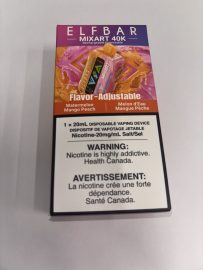 ELFBAR
MIXART 40K
Flavor-Adjustable
Watermelon
Mango Peach
Melon d'Eau
Mangue Pêche
1 × 20mL DISPOSABLE VAPING DEVICE
DISPOSITIF DE VAPOTAGE JETABLE
Nicotine-20mg/mL Salt/Sel
WARNING:
Nicotine is highly addictive.
Health Canada.
AVERTISSEMENT:
La nicotine crée une forte
dépendance.
Santé Canada.